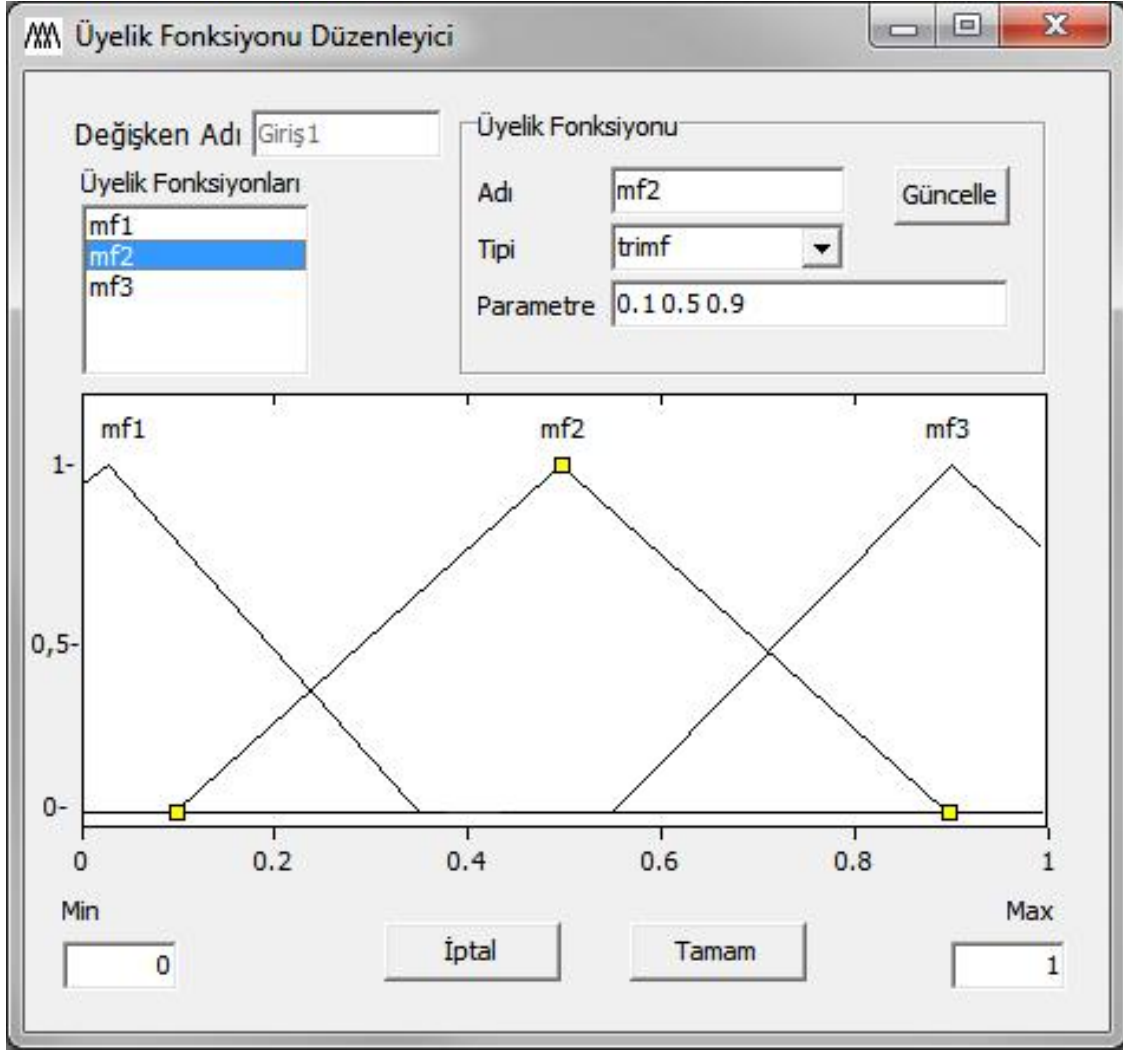 Üyelik Fonksiyonu Düzenleyici
Değişken Adı Giriş1
Üyelik Fonksiyonları
mf1
mf2
mf3
Üyelik Fonksiyonu
Adı mf2 Güncelle
Tipi trimf
Parametre 0.1 0.5 0.9
mf1 mf2 mf3
1-
0,5-
0-
0 0.2 0.4 0.6 0.8 1
Min Max
0 İptal Tamam 1